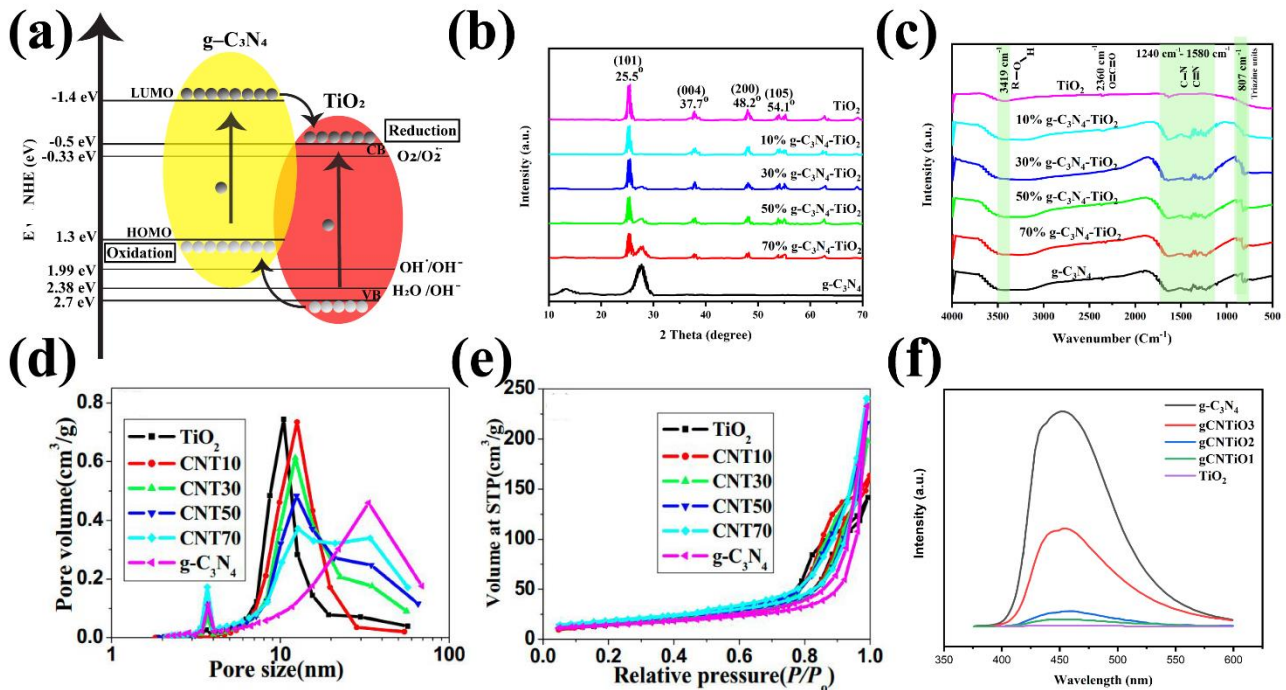 (a)
g–C₃N₄
TiO₂
LUMO
-1.4 eV
Reduction
-0.5 eV
CB
-0.33 eV
O₂/O₂⁻
NHE (eV)
HOMO
1.3 eV
Oxidation
1.99 eV
OH˙/OH⁻
2.38 eV
H₂O /OH⁻
2.7 eV
VB
(b)
(101)
25.5°
(004)
37.7°
(200)
48.2°
(105)
54.1°
TiO₂
10% g-C₃N₄-TiO₂
30% g-C₃N₄-TiO₂
50% g-C₃N₄-TiO₂
70% g-C₃N₄-TiO₂
g-C₃N₄
Intensity (a.u.)
10 20 30 40 50 60 70
2 Theta (degree)
(c)
3419 cm⁻¹
R—O—H
2360 cm⁻¹
O=C=O
1240 cm⁻¹- 1580 cm⁻¹
C—N
807 cm⁻¹
Triazine units
TiO₂
10% g-C₃N₄-TiO₂
30% g-C₃N₄-TiO₂
50% g-C₃N₄-TiO₂
70% g-C₃N₄-TiO₂
g-C₃N₄
Intensity (a.u.)
4000 3500 3000 2500 2000 1500 1000 500
Wavenumber (Cm⁻¹)
(d)
Pore volume(cm³/g)
0.8
0.6
0.4
0.2
0.0
TiO₂
CNT10
CNT30
CNT50
CNT70
g-C₃N₄
1 10 100
Pore size(nm)
(e)
Volume at STP(cm³/g)
250
200
150
100
50
0
TiO₂
CNT10
CNT30
CNT50
CNT70
g-C₃N₄
0.0 0.2 0.4 0.6 0.8 1.0
Relative pressure(P/P₀)
(f)
g-C₃N₄
gCNTiO3
gCNTiO2
gCNTiO1
TiO₂
Intensity (a.u.)
350 400 450 500 550 600 650
Wavelength (nm)